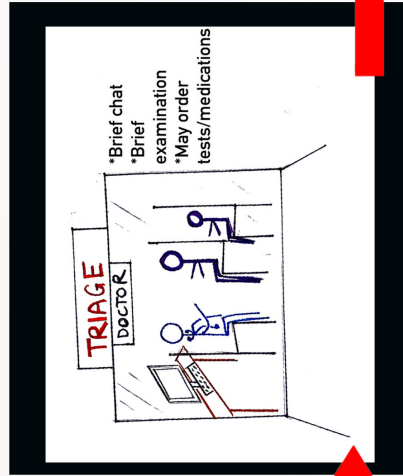 TRIAGE
DOCTOR
*Brief chat
*Brief
examination
*May order
tests/medications